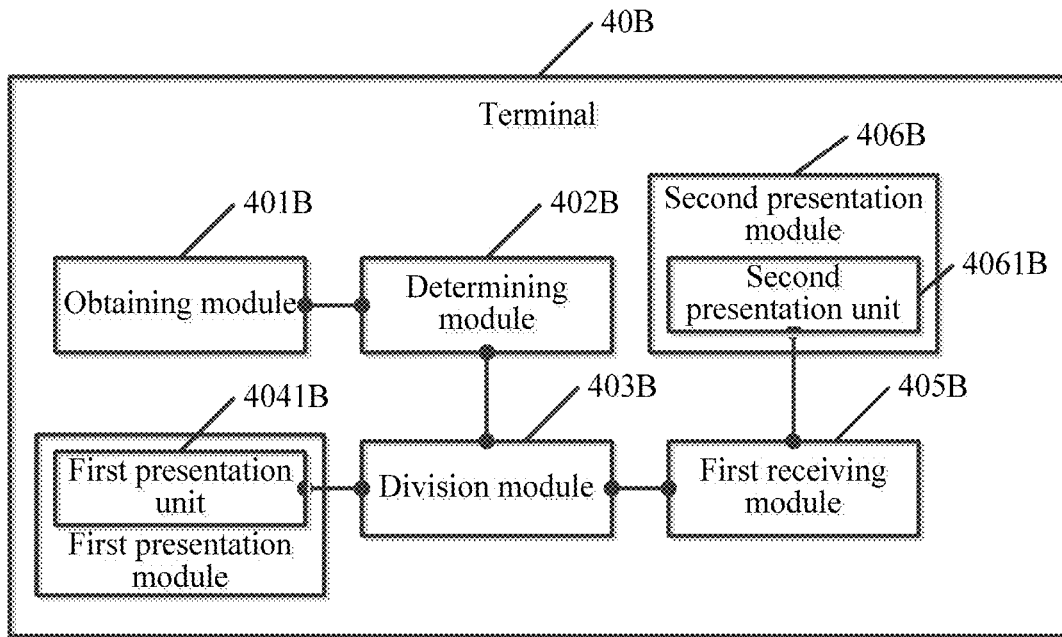 40B
Terminal
406B
401B
402B
Second presentation
module
4061B
Obtaining module
Determining
module
Second
presentation unit
4041B
403B
405B
First presentation
unit
Division module
First receiving
module
First presentation
module